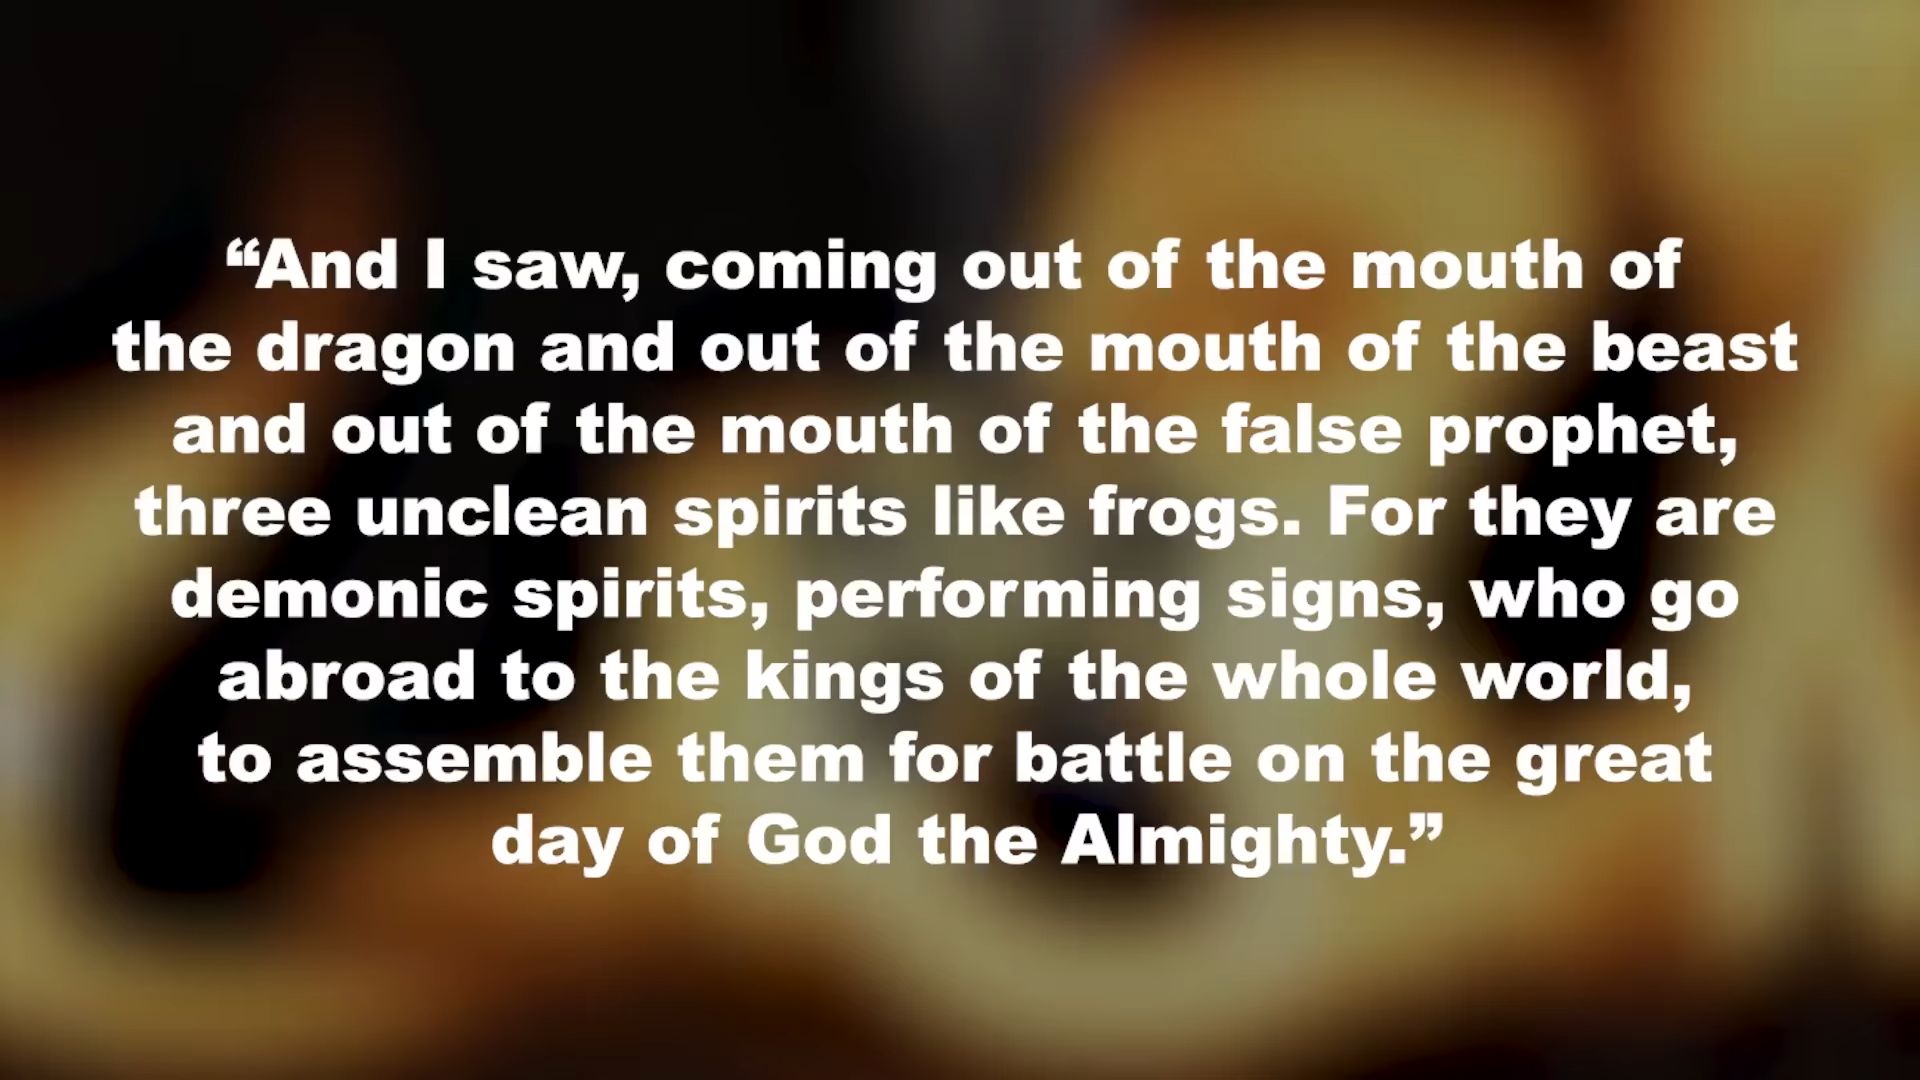 “And I saw, coming out of the mouth of
the dragon and out of the mouth of the beast
and out of the mouth of the false prophet,
three unclean spirits like frogs. For they are
demonic spirits, performing signs, who go
abroad to the kings of the whole world,
to assemble them for battle on the great
day of God the Almighty.”